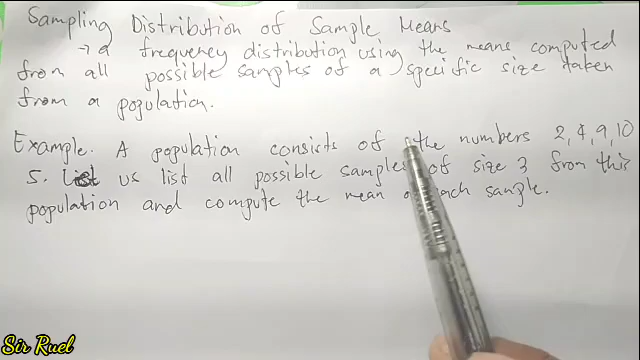 Sampling Distribution of Sample Means
→ a frequency distribution using the means computed
from all possible samples of a specific size taken
from a population.
Example. A population consists of the numbers 2, 4, 9, 10
5. Let us list all possible samples of size 3 from this
population and compute the mean of each sample.
Sir Ruel